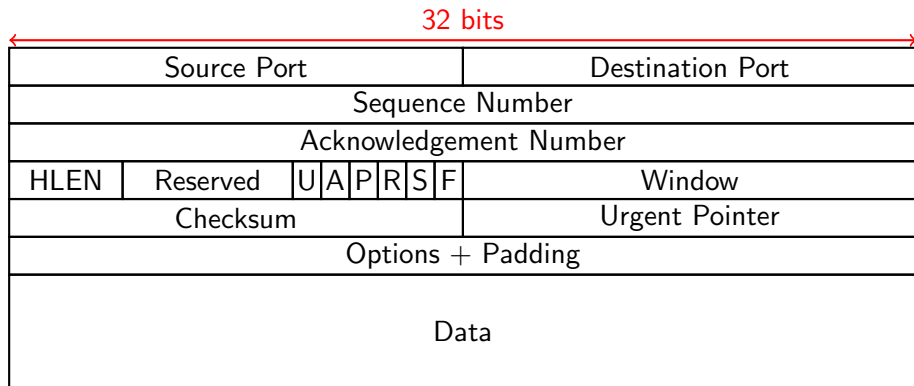 32 bits
Source Port Destination Port
Sequence Number
Acknowledgement Number
HLEN Reserved U A P R S F Window
Checksum Urgent Pointer
Options + Padding
Data